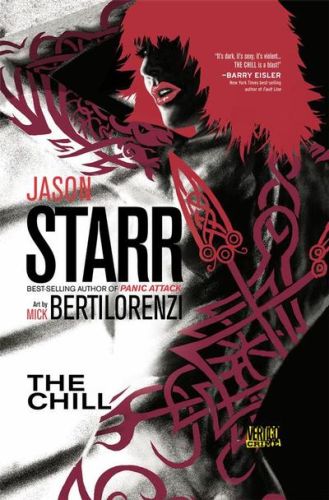 "It's dark, it's sexy, it's violent...
THE CHILL is a blast!"
—BARRY EISLER
New York Times best-selling
author of Fault Line
JASON
STARR
BEST-SELLING AUTHOR OF PANIC ATTACK
Art by MICK BERTILORENZI
THE
CHILL
VERTIGO
CRIME